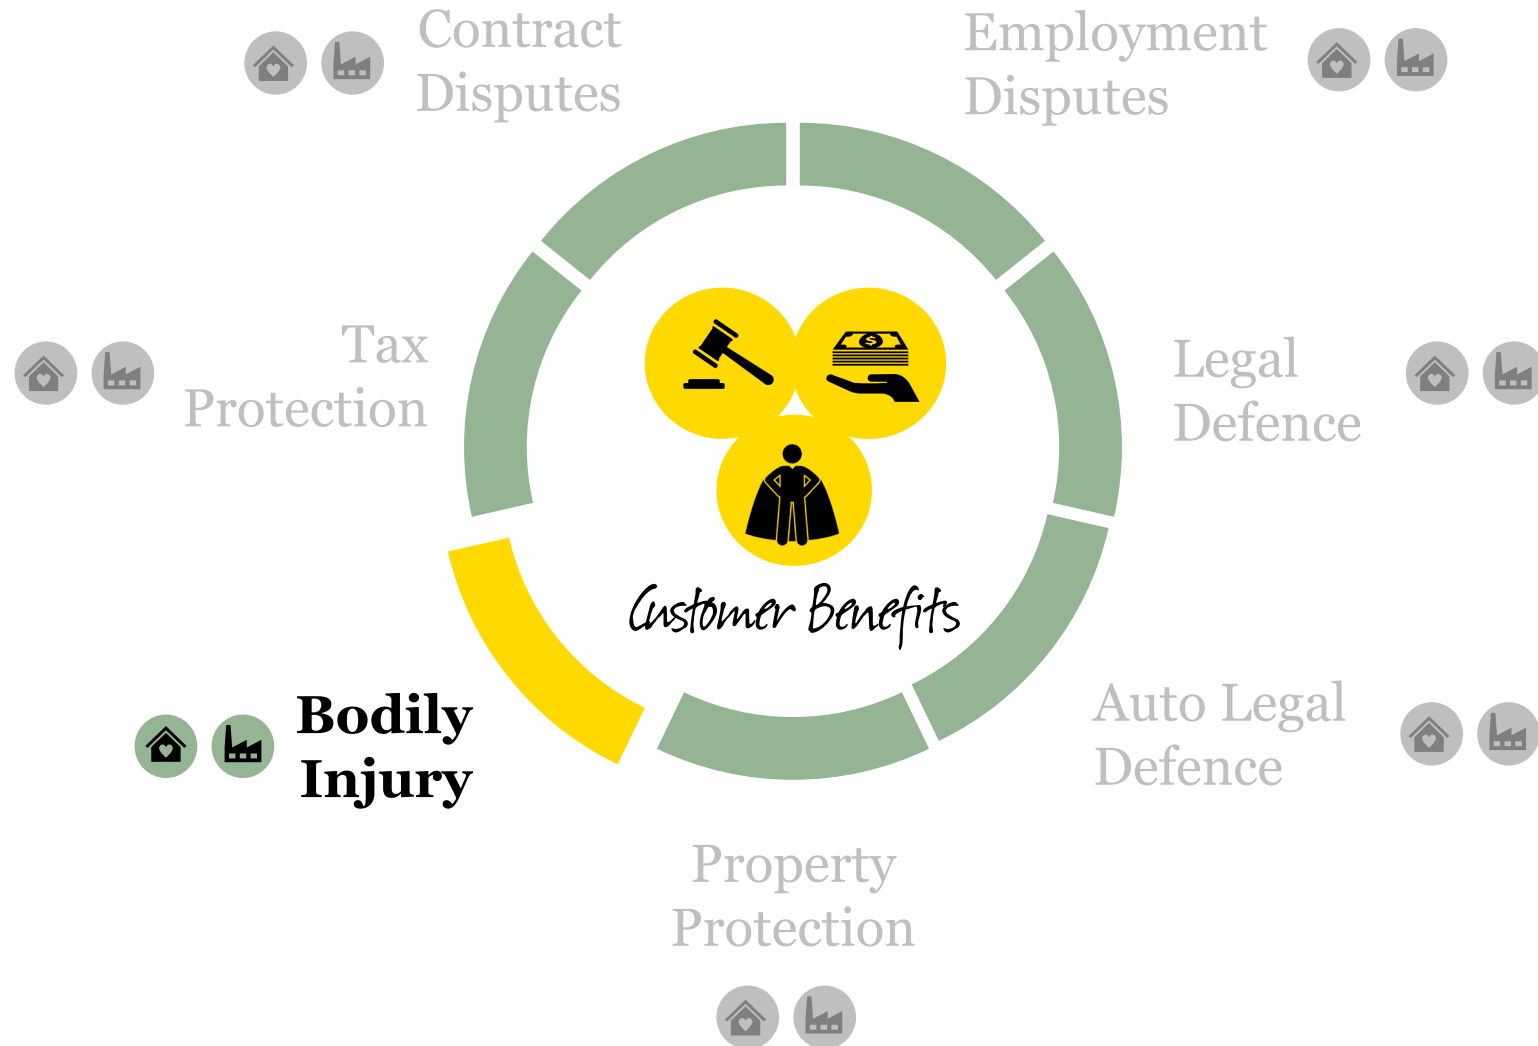 Contract
Disputes
Employment
Disputes
Tax
Protection
Legal
Defence
Customer Benefits
Bodily
Injury
Auto Legal
Defence
Property
Protection